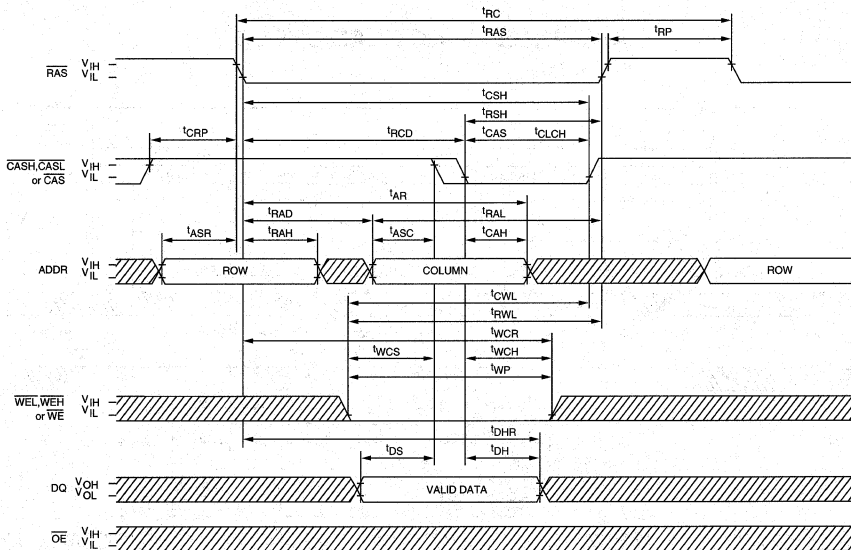 tRC
tRAS
tRP
RAS VIH
VIL
tCSH
tRSH
tCRP tRCD tCAS tCLCH
CASH,CASL VIH
or CAS VIL
tAR
tRAD tRAL
tASR tRAH tASC tCAH
ADDR VIH
VIL
ROW COLUMN ROW
tCWL
tRWL
tWCR
tWCS tWCH
tWP
WEL,WEH VIH
or WE VIL
tDHR
tDS tDH
DQ VOH
VOL
VALID DATA
OE VIH
VIL